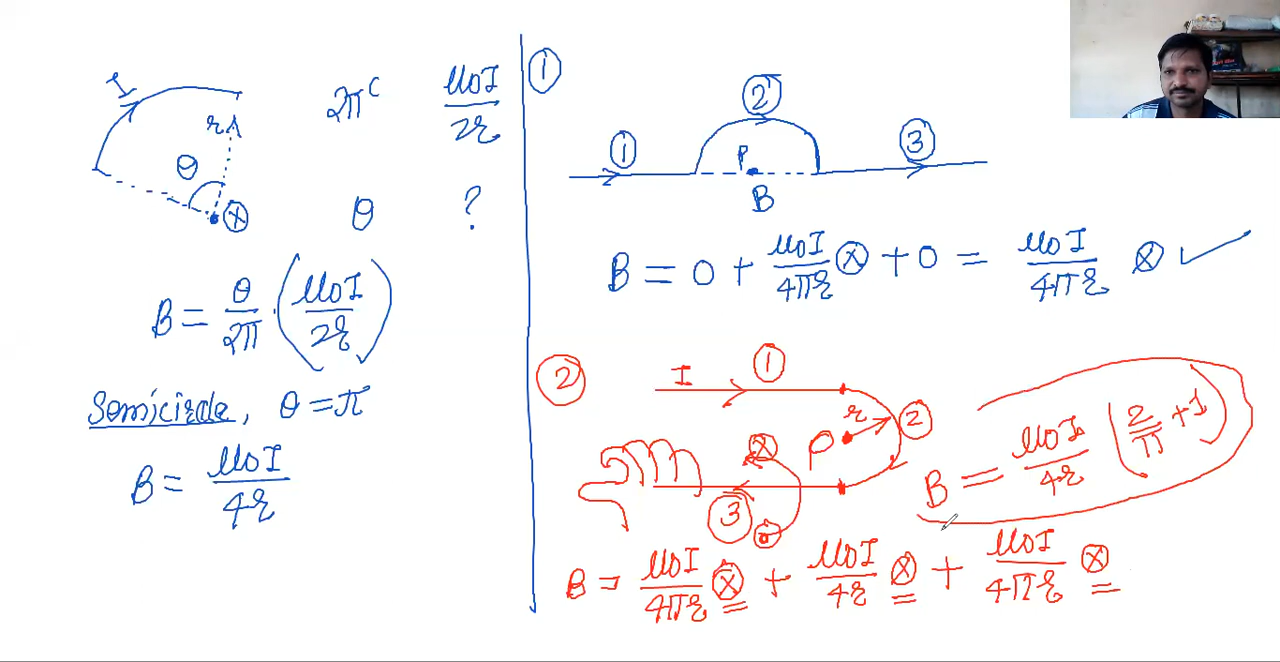 I
r
θ
⊗
2π^c μ₀I/2r
θ ?
B = θ/2π · (μ₀I/2r)
Semicircle, θ = π
B = μ₀I/4r
①
① ② ③
P
B
B = 0 + μ₀I/4πr ⊗ + 0 = μ₀I/4πr ⊗ ✓
②
I ①
r ②
⊗ P
③
⊙
B = μ₀I/4r (2/π + 1)
B = μ₀I/4πr ⊗ + μ₀I/4r ⊗ + μ₀I/4πr ⊗